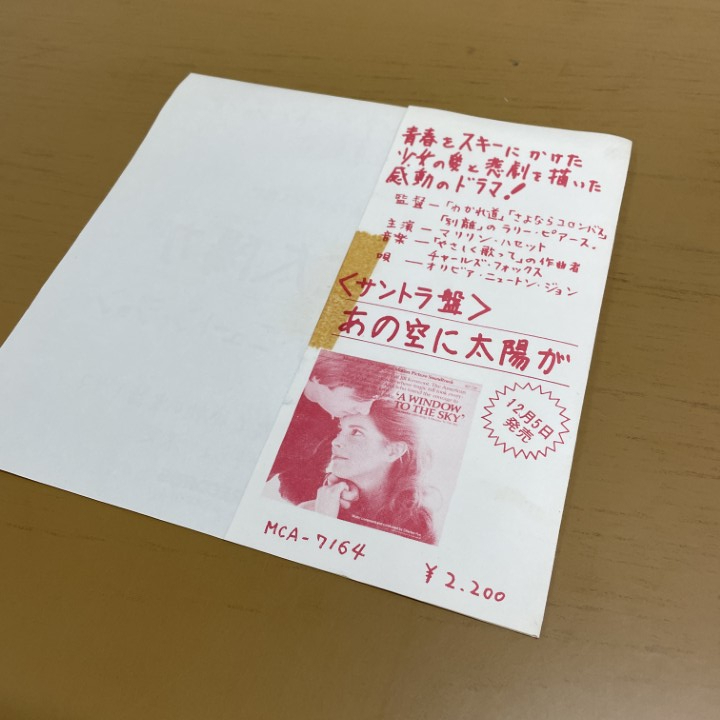 青春をスキーにかけた
少女の愛と悲劇を描いた
感動のドラマ!
監督—「わかれ道」「さよならコロンバス」
「別離」のラリー・ピアース。
主演—マリリン・ハセット
音楽—「やさしく歌って」の作曲者
チャールズ・フォックス
唄—オリビア・ニュートン・ジョン
<サントラ盤>
あの空に太陽が
12月5日
発売
'A WINDOW
TO THE SKY'
MCA-7164
¥2.200